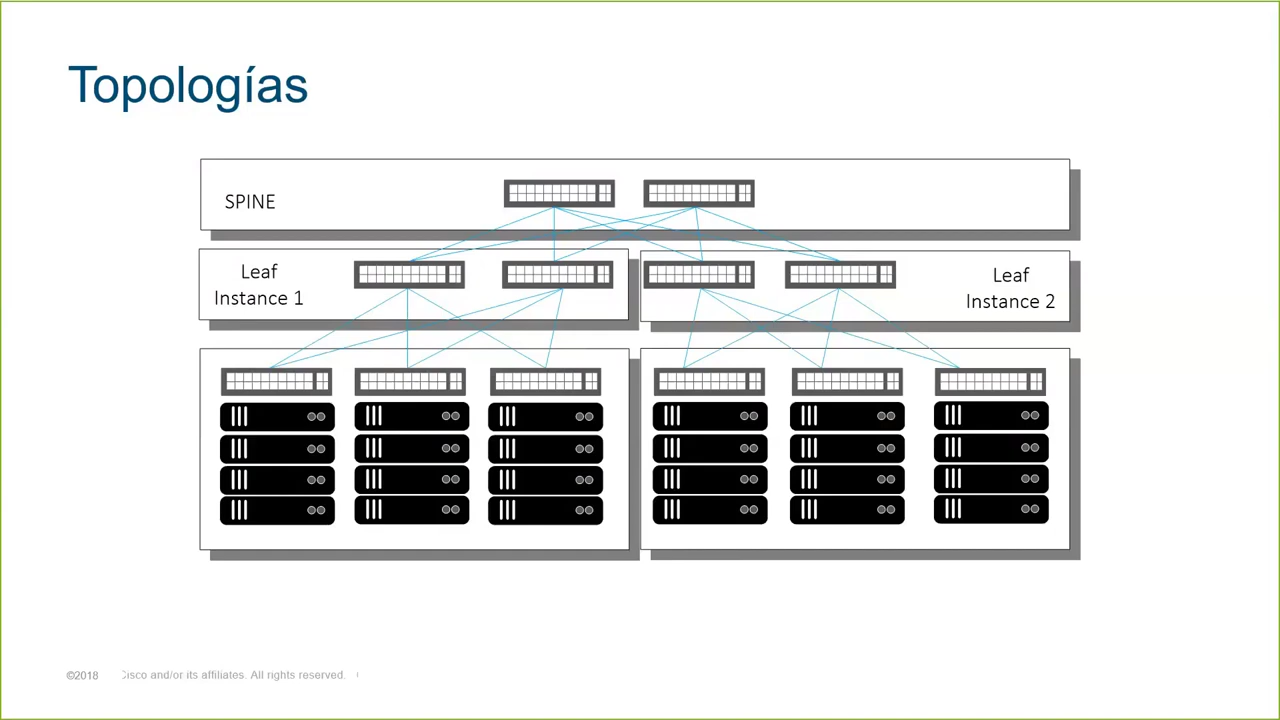 Topologías
SPINE
Leaf
Instance 1
Leaf
Instance 2
©2018 Cisco and/or its affiliates. All rights reserved.